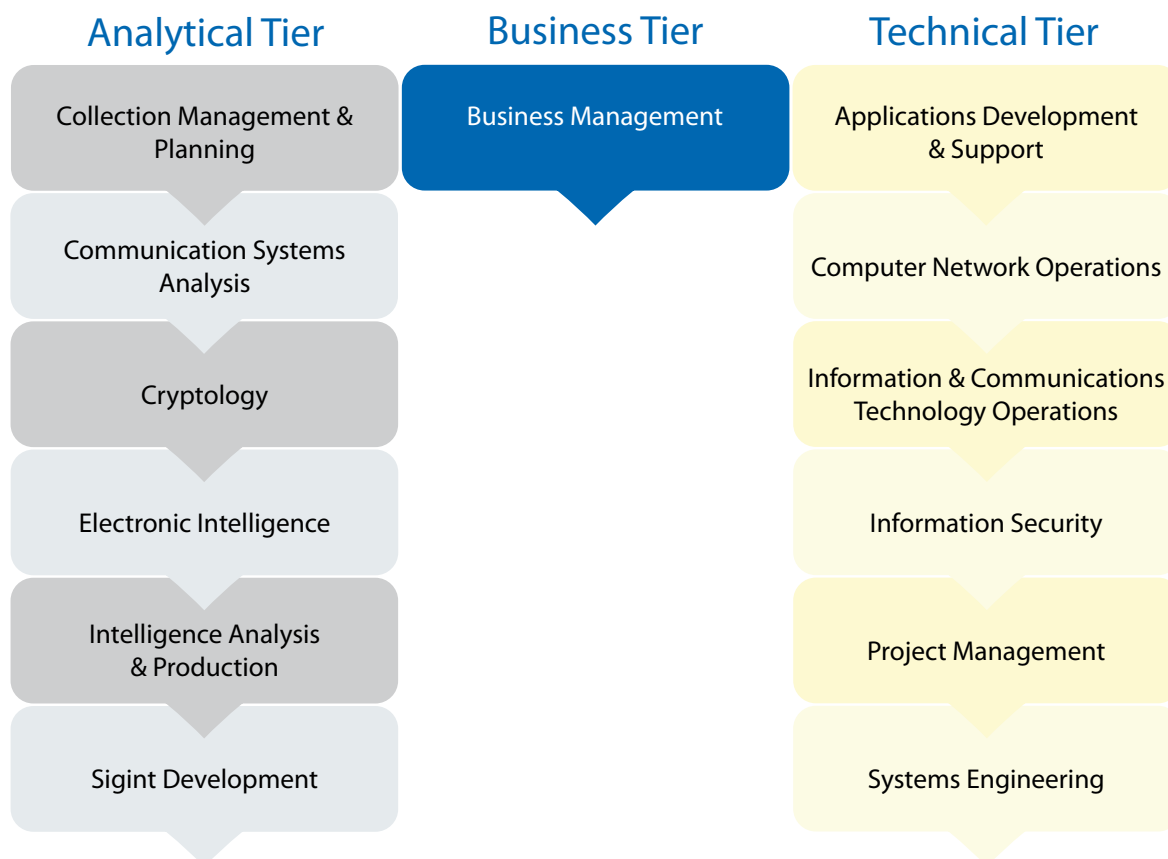 Analytical Tier
Collection Management &
Planning
Communication Systems
Analysis
Cryptology
Electronic Intelligence
Intelligence Analysis
& Production
Sigint Development
Business Tier
Business Management
Technical Tier
Applications Development
& Support
Computer Network Operations
Information & Communications
Technology Operations
Information Security
Project Management
Systems Engineering